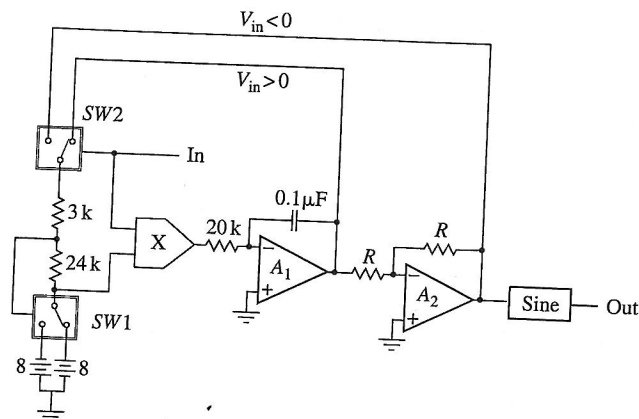 V_in<0
V_in>0
SW2
In
0.1μF
3 k
20 k
R
X
24 k
−
A_1
+
R
−
A_2
+
Sine
Out
SW1
8
8